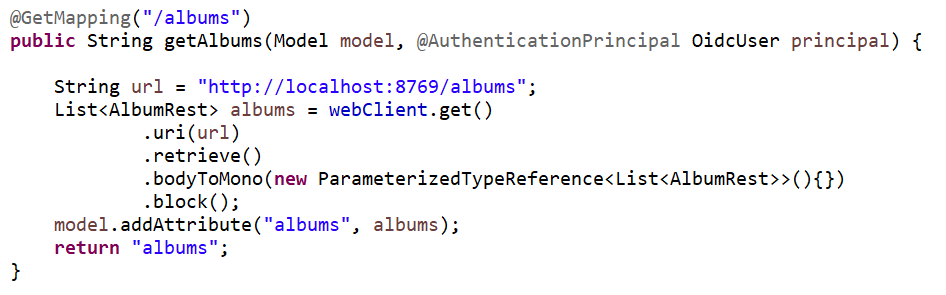 @GetMapping("/albums")
public String getAlbums(Model model, @AuthenticationPrincipal OidcUser principal) {
String url = "http://localhost:8769/albums";
List<AlbumRest> albums = webClient.get()
.uri(url)
.retrieve()
.bodyToMono(new ParameterizedTypeReference<List<AlbumRest>>(){})
.block();
model.addAttribute("albums", albums);
return "albums";
}